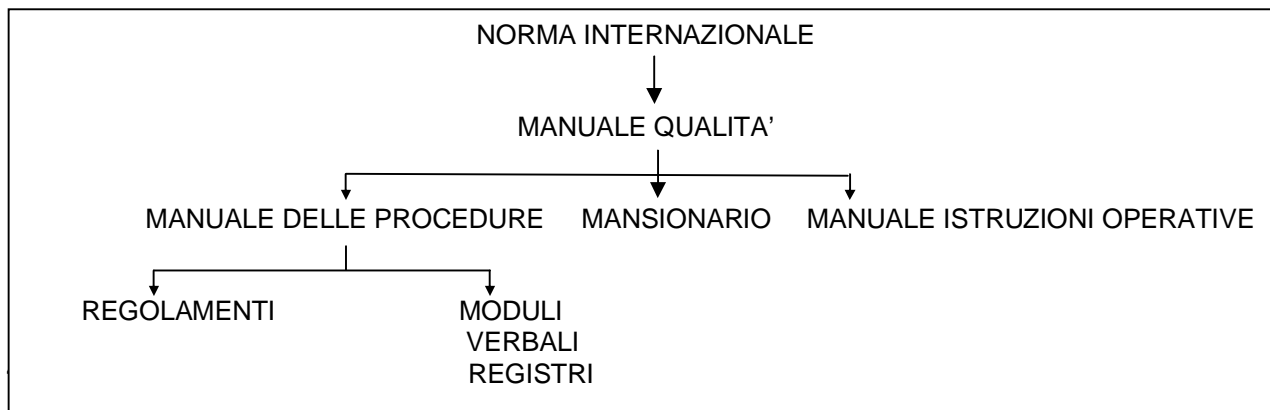 NORMA INTERNAZIONALE
MANUALE QUALITA’
MANUALE DELLE PROCEDURE MANSIONARIO MANUALE ISTRUZIONI OPERATIVE
REGOLAMENTI MODULI
VERBALI
REGISTRI